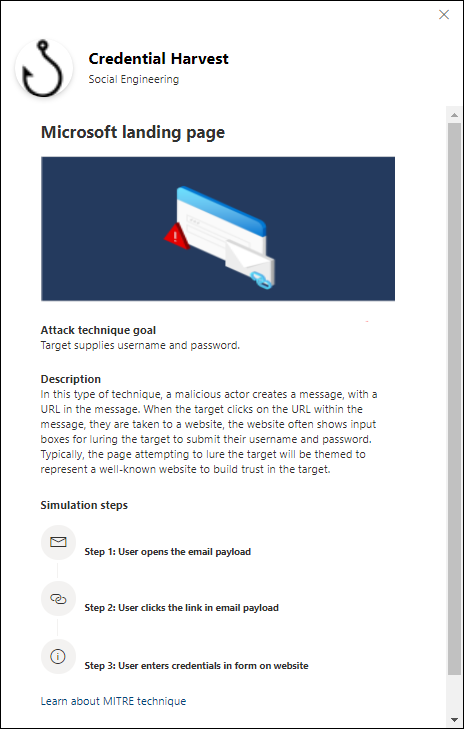 Credential Harvest
Social Engineering
Microsoft landing page
Attack technique goal
Target supplies username and password.
Description
In this type of technique, a malicious actor creates a message, with a
URL in the message. When the target clicks on the URL within the
message, they are taken to a website, the website often shows input
boxes for luring the target to submit their username and password.
Typically, the page attempting to lure the target will be themed to
represent a well-known website to build trust in the target.
Simulation steps
Step 1: User opens the email payload
Step 2: User clicks the link in email payload
Step 3: User enters credentials in form on website
Learn about MITRE technique